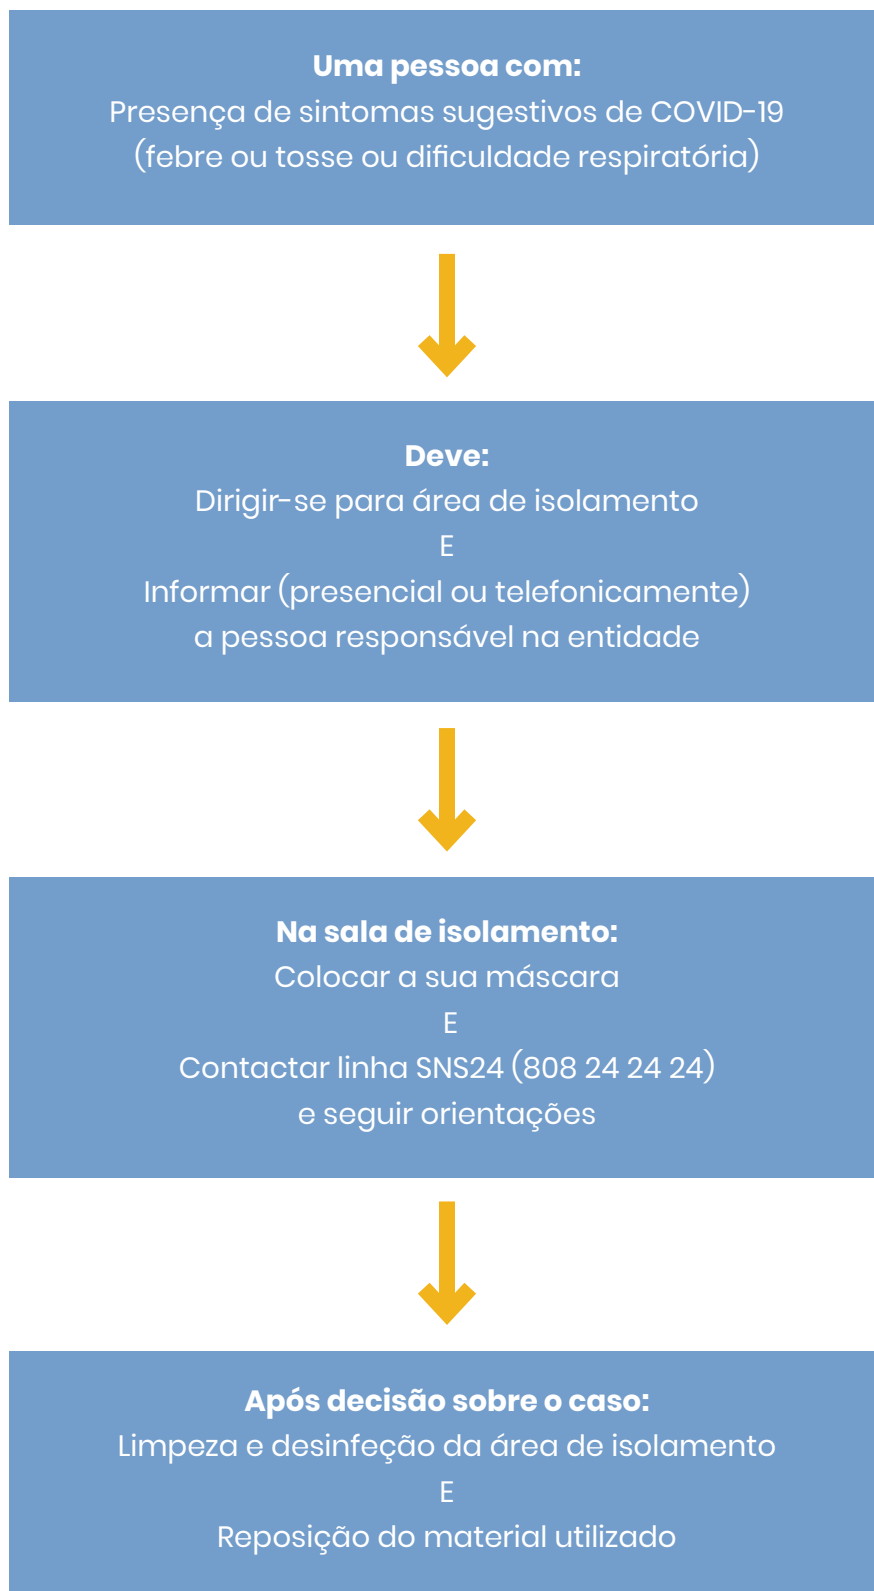 Uma pessoa com:
Presença de sintomas sugestivos de COVID-19
(febre ou tosse ou dificuldade respiratória)
Deve:
Dirigir-se para área de isolamento
E
Informar (presencial ou telefonicamente)
a pessoa responsável na entidade
Na sala de isolamento:
Colocar a sua máscara
E
Contactar linha SNS24 (808 24 24 24)
e seguir orientações
Após decisão sobre o caso:
Limpeza e desinfeção da área de isolamento
E
Reposição do material utilizado